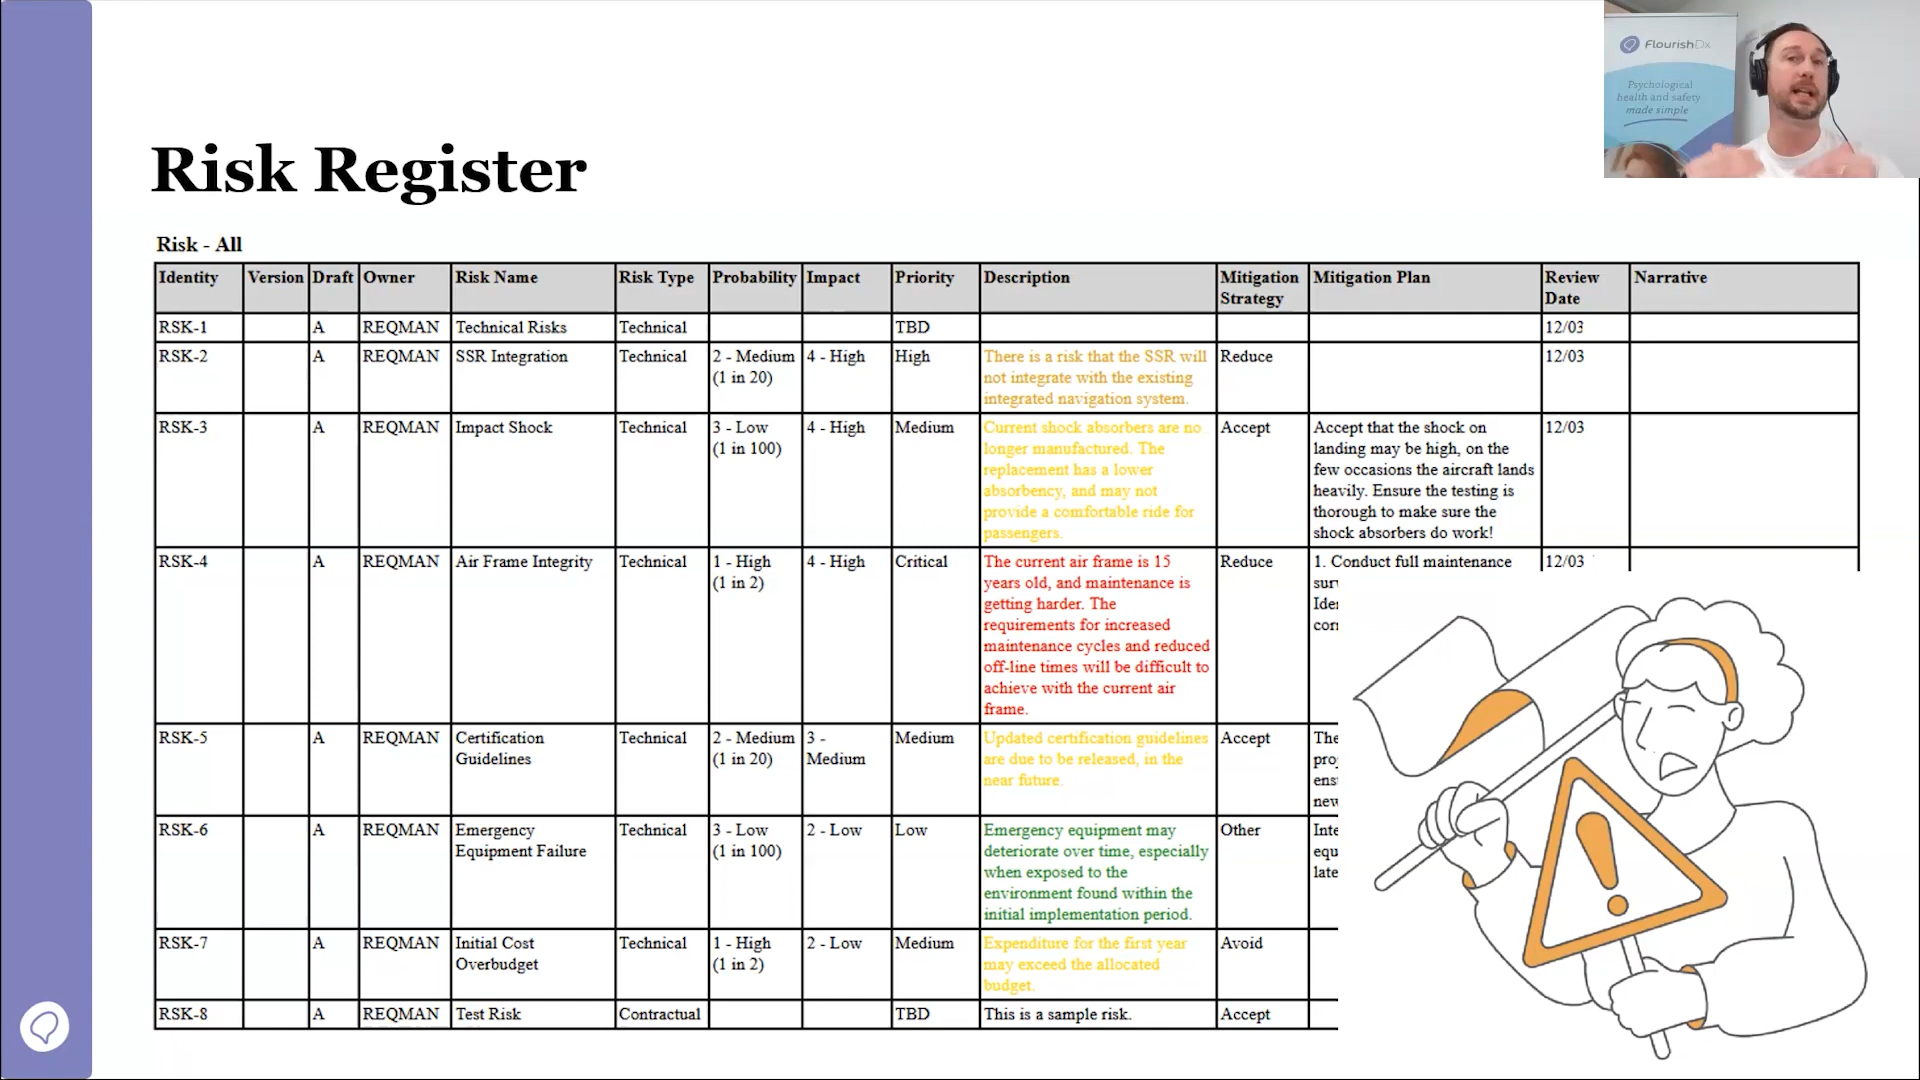 FlourishDx
Psychological
health and safety
made simple
Risk Register
Risk - All
Identity Version Draft Owner Risk Name Risk Type Probability Impact Priority Description Mitigation Strategy Mitigation Plan Review Date Narrative
RSK-1 A REQMAN Technical Risks Technical TBD 12/03
RSK-2 A REQMAN SSR Integration Technical 2 - Medium (1 in 20) 4 - High High There is a risk that the SSR will not integrate with the existing integrated navigation system. Reduce 12/03
RSK-3 A REQMAN Impact Shock Technical 3 - Low (1 in 100) 4 - High Medium Current shock absorbers are no longer manufactured. The replacement has a lower absorbency, and may not provide a comfortable ride for passengers. Accept Accept that the shock on landing may be high, on the few occasions the aircraft lands heavily. Ensure the testing is thorough to make sure the shock absorbers do work! 12/03
RSK-4 A REQMAN Air Frame Integrity Technical 1 - High (1 in 2) 4 - High Critical The current air frame is 15 years old, and maintenance is getting harder. The requirements for increased maintenance cycles and reduced off-line times will be difficult to achieve with the current air frame. Reduce 1. Conduct full maintenance 12/03
RSK-5 A REQMAN Certification Guidelines Technical 2 - Medium (1 in 20) 3 - Medium Medium Updated certification guidelines are due to be released, in the near future. Accept The
RSK-6 A REQMAN Emergency Equipment Failure Technical 3 - Low (1 in 100) 2 - Low Low Emergency equipment may deteriorate over time, especially when exposed to the environment found within the initial implementation period. Other
RSK-7 A REQMAN Initial Cost Overbudget Technical 1 - High (1 in 2) 2 - Low Medium Expenditure for the first year may exceed the allocated budget. Avoid
RSK-8 A REQMAN Test Risk Contractual TBD This is a sample risk. Accept